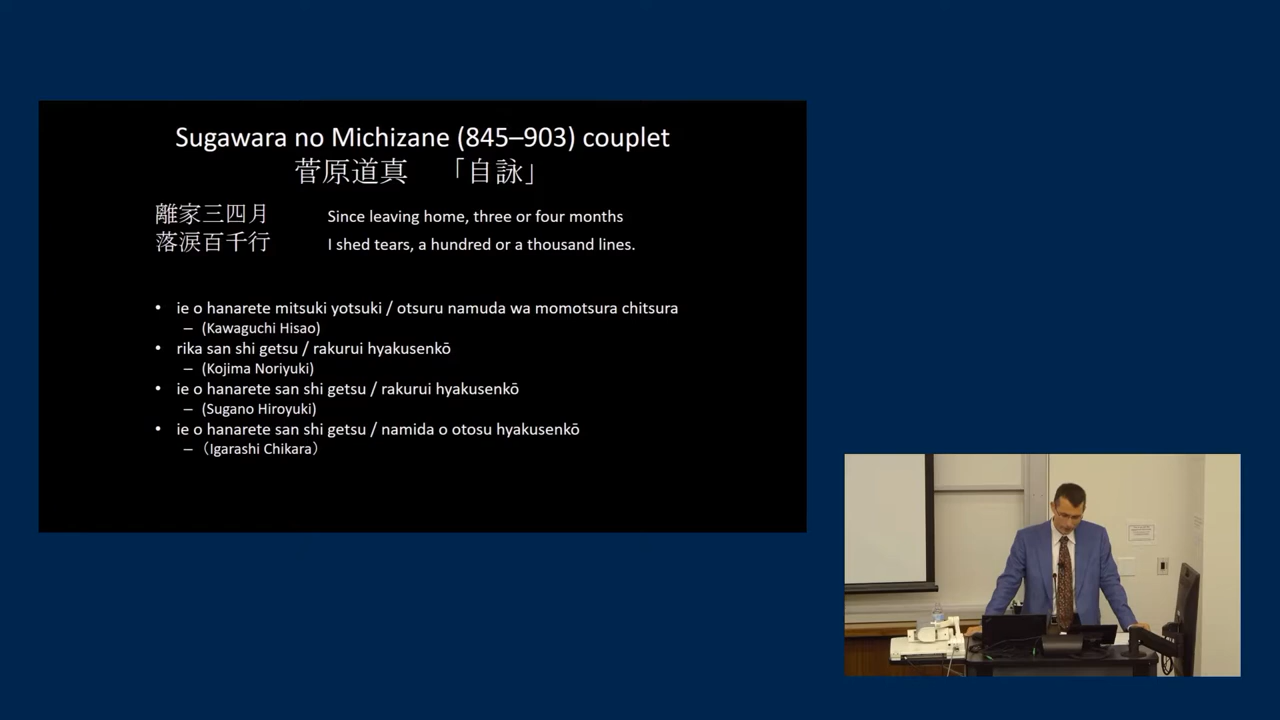 Sugawara no Michizane (845–903) couplet
菅原道真　「自詠」
離家三四月　Since leaving home, three or four months
落淚百千行　I shed tears, a hundred or a thousand lines.
• ie o hanarete mitsuki yotsuki / otsuru namuda wa momotsura chitsura
– (Kawaguchi Hisao)
• rika san shi getsu / rakurui hyakusenkō
– (Kojima Noriyuki)
• ie o hanarete san shi getsu / rakurui hyakusenkō
– (Sugano Hiroyuki)
• ie o hanarete san shi getsu / namida o otosu hyakusenkō
–（Igarashi Chikara）